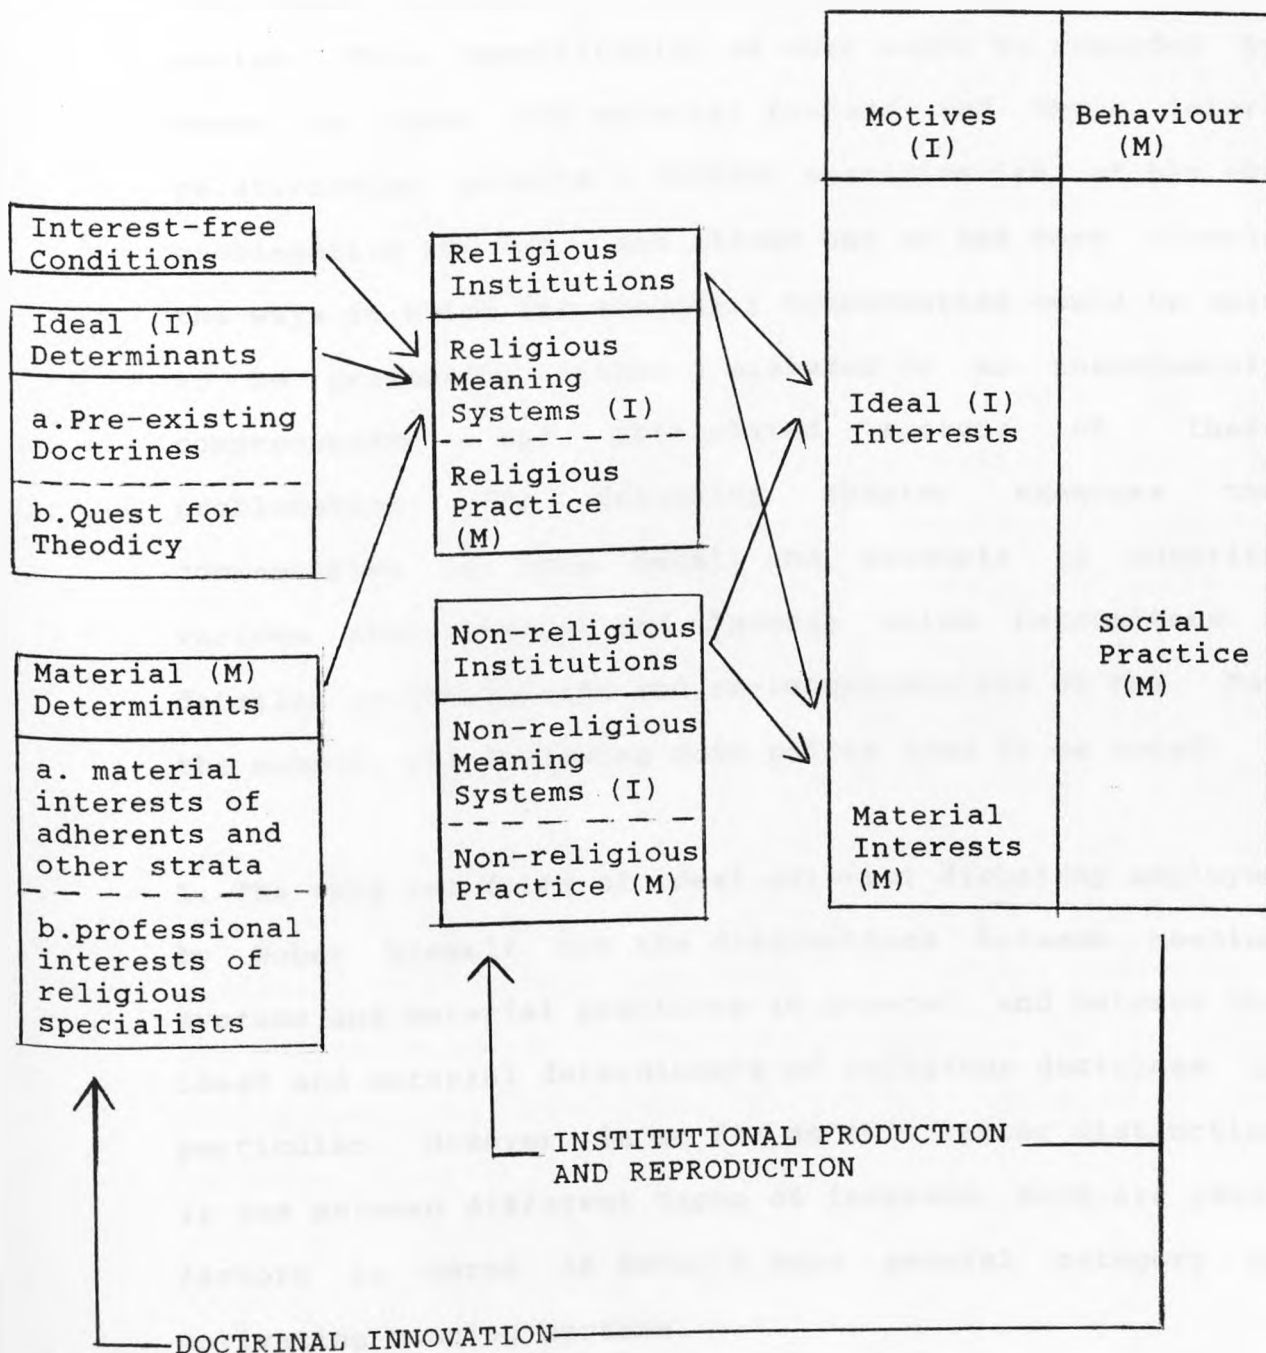 Motives
(I)
Behaviour
(M)
Interest-free
Conditions
Ideal (I)
Determinants
a.Pre-existing
Doctrines
b.Quest for
Theodicy
Material (M)
Determinants
a. material
interests of
adherents and
other strata
b.professional
interests of
religious
specialists
Religious
Institutions
Religious
Meaning
Systems (I)
Religious
Practice
(M)
Non-religious
Institutions
Non-religious
Meaning
Systems (I)
Non-religious
Practice (M)
Ideal (I)
Interests
Material
Interests
(M)
Social
Practice
(M)
INSTITUTIONAL PRODUCTION
AND REPRODUCTION
DOCTRINAL INNOVATION